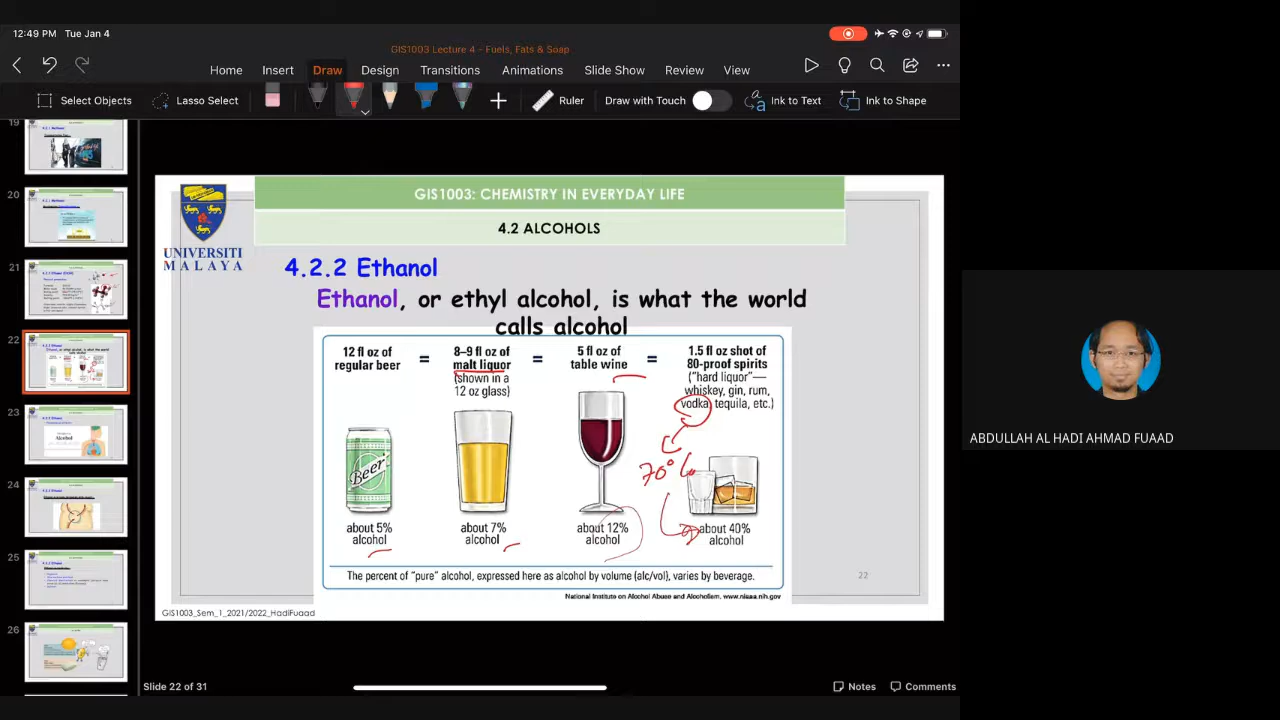 12:49 PM Tue Jan 4
GIS1003 Lecture 4 - Fuels, Fats & Soap
Home Insert Draw Design Transitions Animations Slide Show Review View
Select Objects Lasso Select Ruler Draw with Touch Ink to Text Ink to Shape
19
20
21
22
23
24
25
26
GIS1003: CHEMISTRY IN EVERYDAY LIFE
4.2 ALCOHOLS
UNIVERSITI
MALAYA
4.2.2 Ethanol
Ethanol, or ethyl alcohol, is what the world
calls alcohol
12 fl oz of
regular beer
=
8–9 fl oz of
malt liquor
(shown in a
12 oz glass)
=
5 fl oz of
table wine
=
1.5 fl oz shot of
80-proof spirits
("hard liquor"—
whiskey, gin, rum,
vodka, tequila, etc.)
Beer
70%
about 5%
alcohol
about 7%
alcohol
about 12%
alcohol
about 40%
alcohol
The percent of "pure" alcohol, expressed here as alcohol by volume (alc/vol), varies by beverage.
National Institute on Alcohol Abuse and Alcoholism, www.niaaa.nih.gov
22
GIS1003_Sem_1_2021/2022_HadiFuaad
Slide 22 of 31
Notes Comments
ABDULLAH AL HADI AHMAD FUAAD